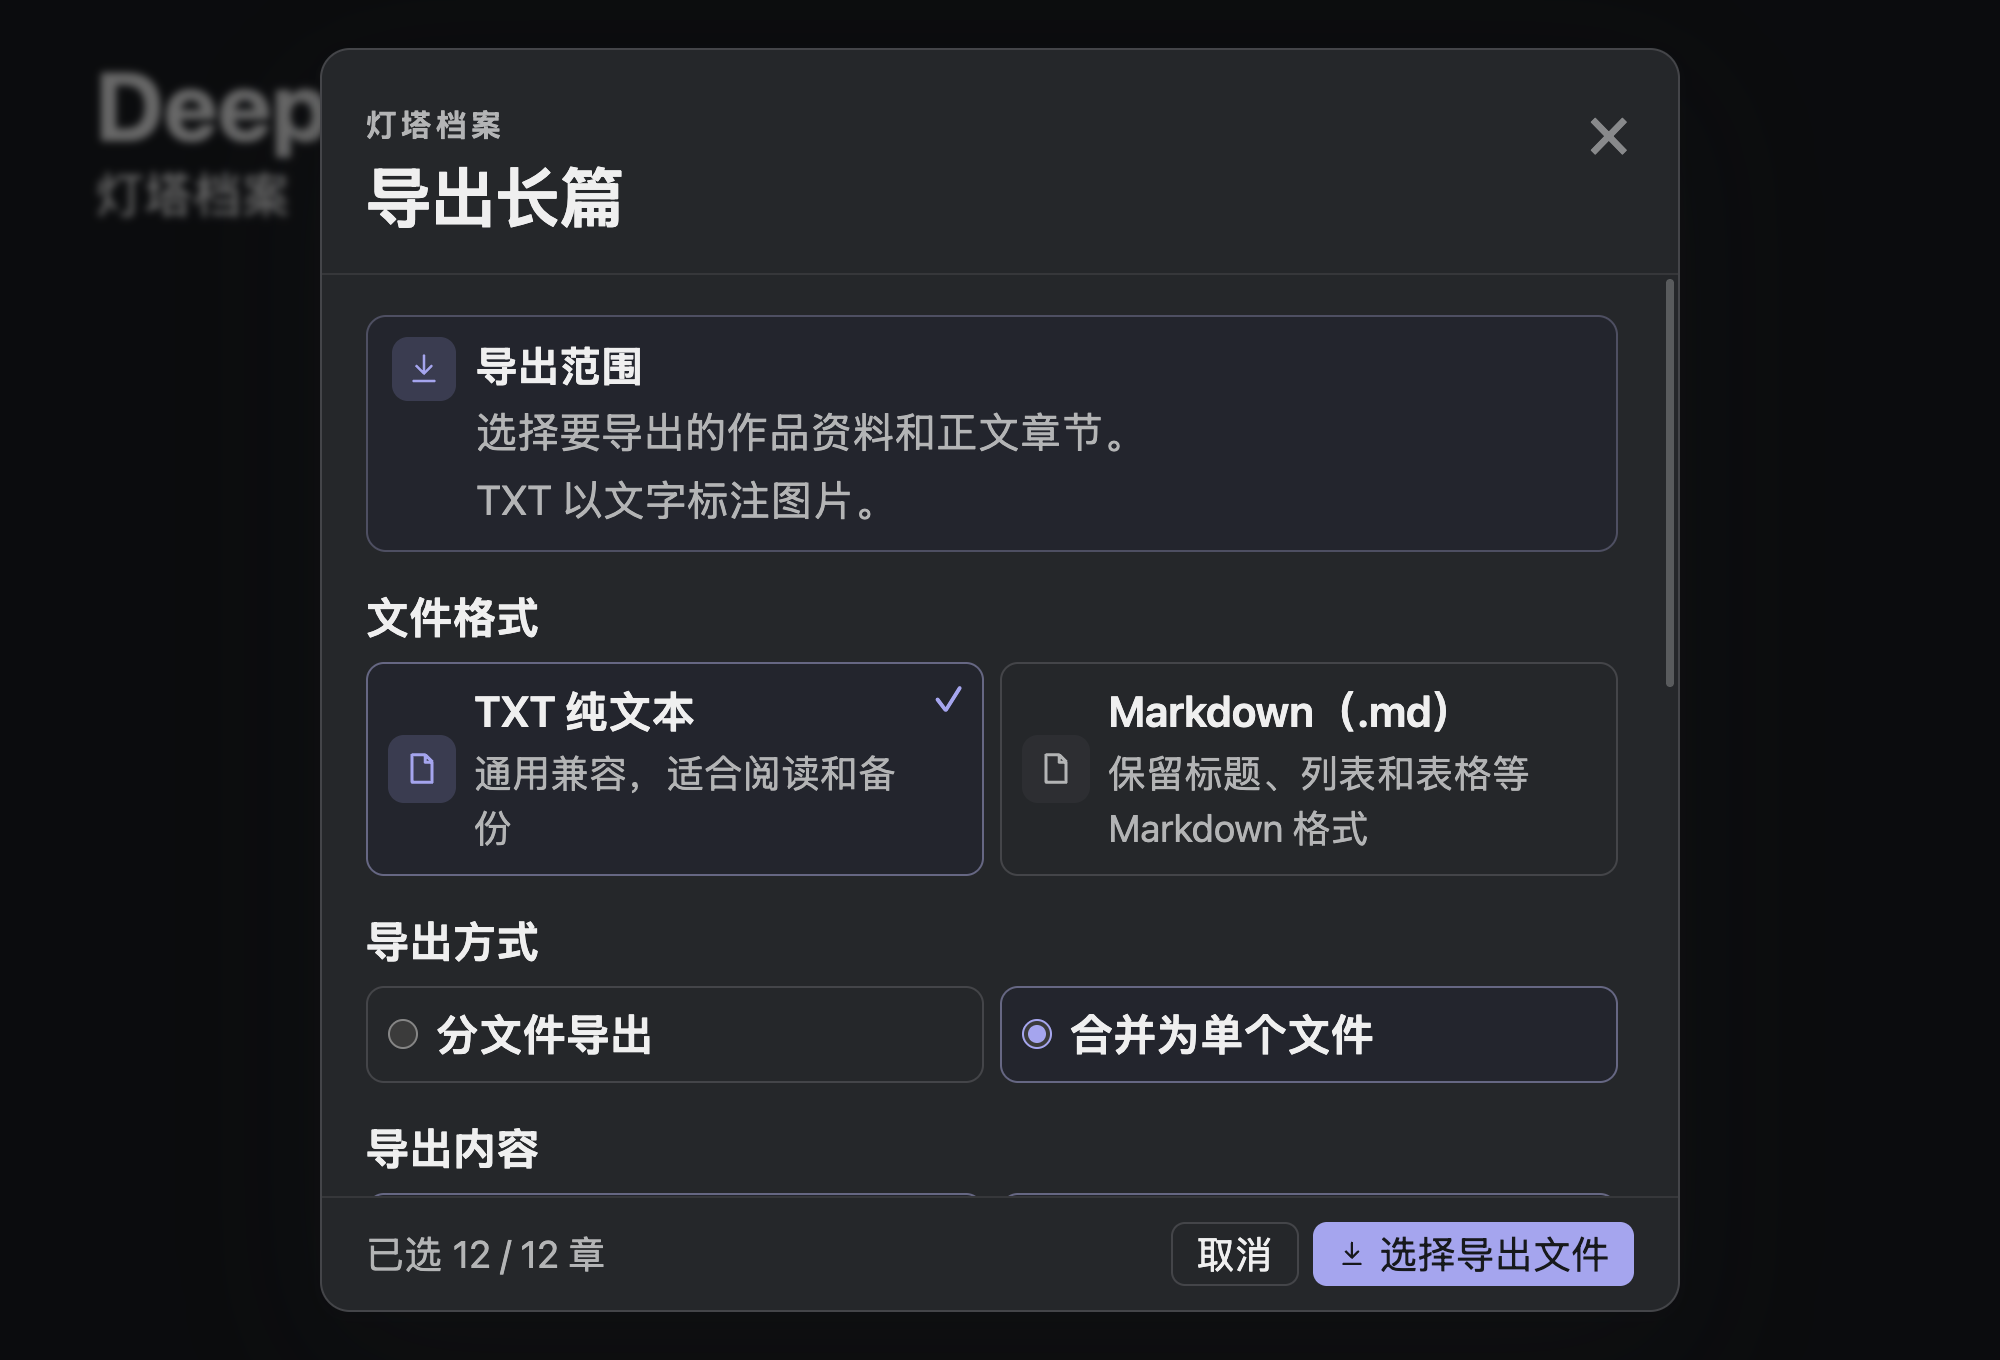 Deep
灯塔档案
灯塔档案
导出长篇
导出范围
选择要导出的作品资料和正文章节。
TXT 以文字标注图片。
文件格式
TXT 纯文本
通用兼容，适合阅读和备
份
Markdown（.md）
保留标题、列表和表格等
Markdown 格式
导出方式
分文件导出
合并为单个文件
导出内容
已选 12 / 12 章
取消
选择导出文件